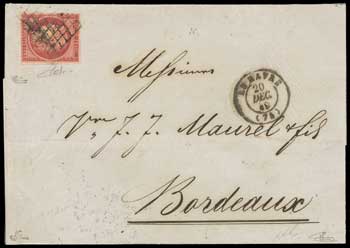 Messieurs
LE HAVRE
20
DEC.
49
(74)
Vve J. J. Maurel & fils
Bordeaux